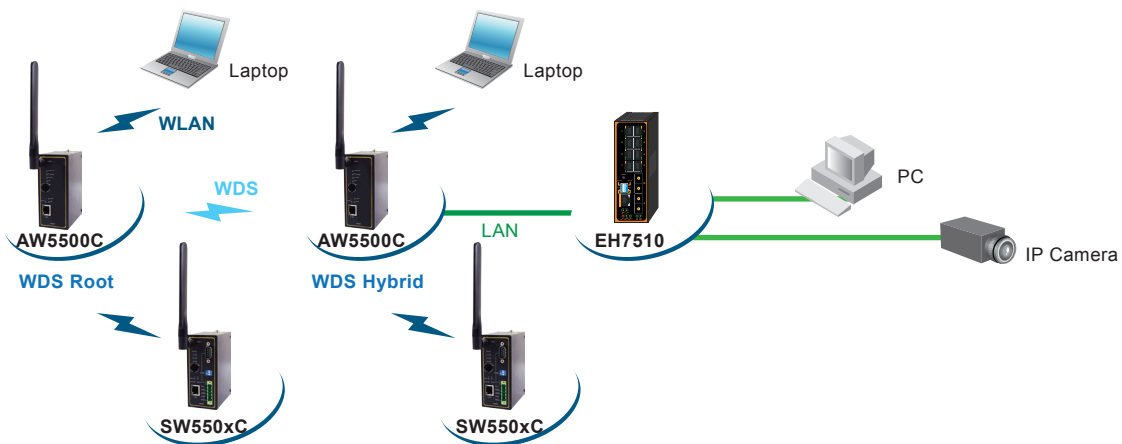 Laptop
Laptop
WLAN
WDS
PC
AW5500C
AW5500C
LAN
EH7510
IP Camera
WDS Root
WDS Hybrid
SW550xC
SW550xC